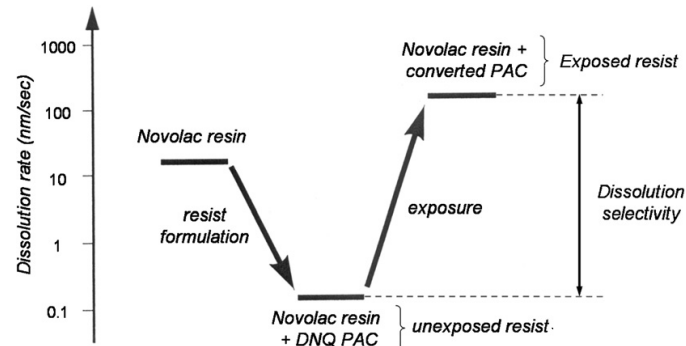 Dissolution rate (nm/sec)
1000
100
10
1
0.1
Novolac resin
resist
formulation
Novolac resin
+ DNQ PAC
unexposed resist
exposure
Novolac resin +
converted PAC
Exposed resist
Dissolution
selectivity